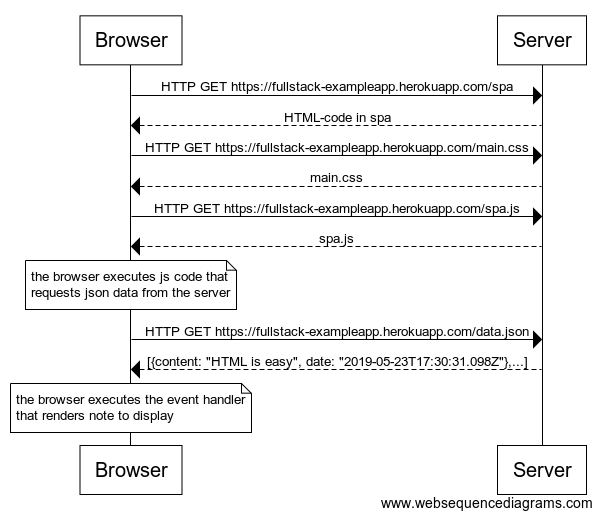 Browser
Server
HTTP GET https://fullstack-exampleapp.herokuapp.com/spa
HTML-code in spa
HTTP GET https://fullstack-exampleapp.herokuapp.com/main.css
main.css
HTTP GET https://fullstack-exampleapp.herokuapp.com/spa.js
spa.js
the browser executes js code that
requests json data from the server
HTTP GET https://fullstack-exampleapp.herokuapp.com/data.json
[{content: "HTML is easy", date: "2019-05-23T17:30:31.098Z"},...]
the browser executes the event handler
that renders note to display
Browser
Server
www.websequencediagrams.com